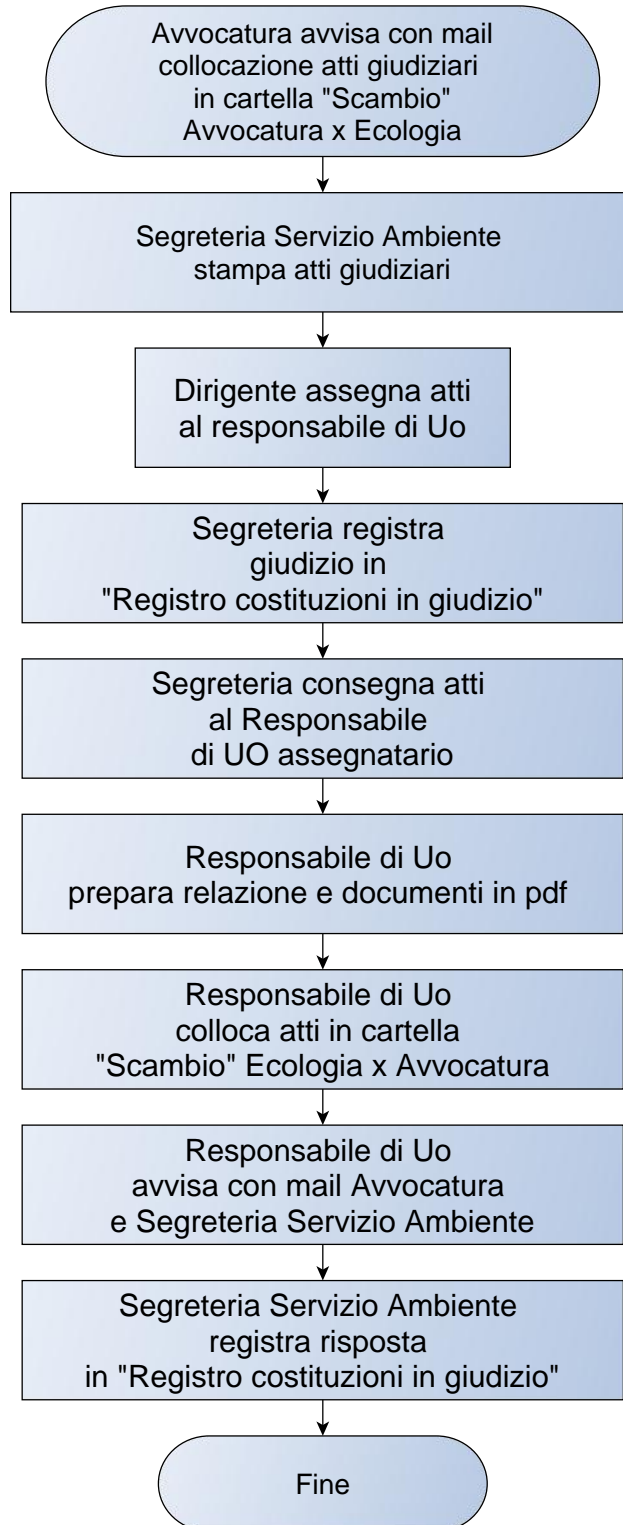 Avvocatura avvisa con mail
collocazione atti giudiziari
in cartella "Scambio"
Avvocatura x Ecologia
Segreteria Servizio Ambiente
stampa atti giudiziari
Dirigente assegna atti
al responsabile di Uo
Segreteria registra
giudizio in
"Registro costituzioni in giudizio"
Segreteria consegna atti
al Responsabile
di UO assegnatario
Responsabile di Uo
prepara relazione e documenti in pdf
Responsabile di Uo
colloca atti in cartella
"Scambio" Ecologia x Avvocatura
Responsabile di Uo
avvisa con mail Avvocatura
e Segreteria Servizio Ambiente
Segreteria Servizio Ambiente
registra risposta
in "Registro costituzioni in giudizio"
Fine